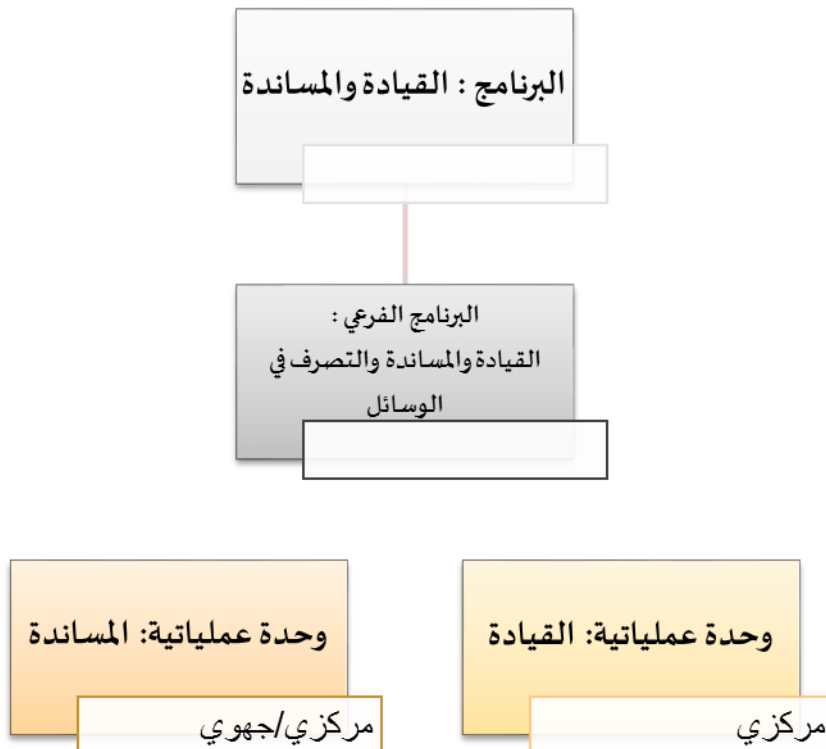 البرنامج : القيادة والمساندة
البرنامج الفرعي :
القيادة والمساندة والتصرف في
الوسائل
وحدة عملياتية: القيادة
مركزي
وحدة عملياتية: المساندة
مركزي/جهوي